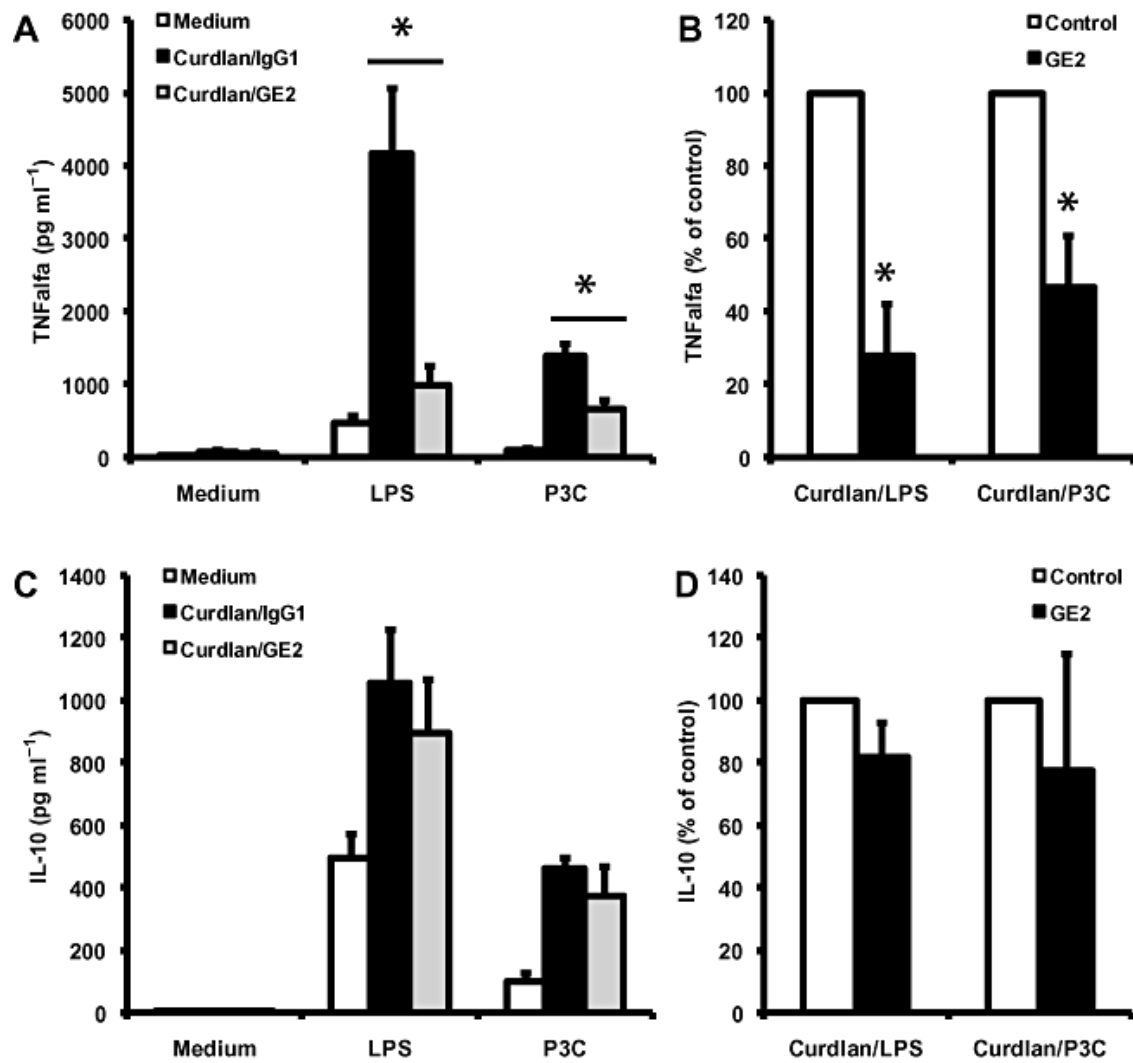 A
Medium
Curdlan/IgG1
Curdlan/GE2
*
*
TNFalfa (pg ml⁻¹)
6000
5000
4000
3000
2000
1000
0
Medium LPS P3C
B
Control
GE2
*
*
TNFalfa (% of control)
120
100
80
60
40
20
0
Curdlan/LPS Curdlan/P3C
C
Medium
Curdlan/IgG1
Curdlan/GE2
IL-10 (pg ml⁻¹)
1400
1200
1000
800
600
400
200
0
Medium LPS P3C
D
Control
GE2
IL-10 (% of control)
140
120
100
80
60
40
20
0
Curdlan/LPS Curdlan/P3C